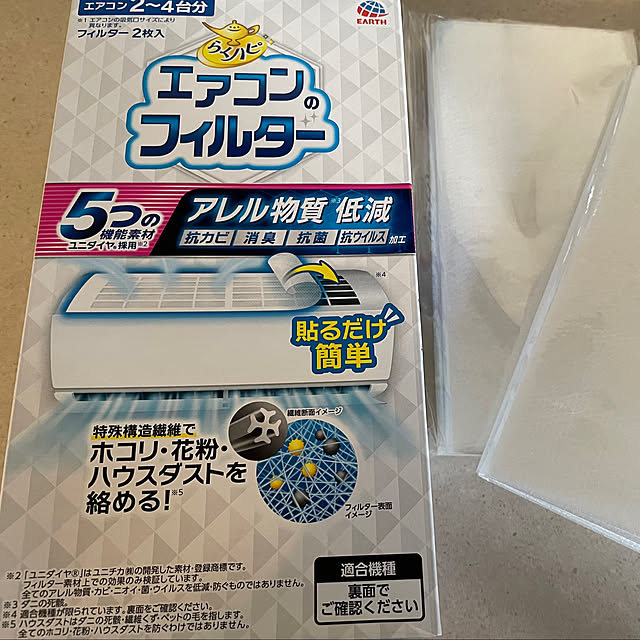 エアコン2〜4台分
※1 エアコンの吸気口サイズにより
異なります。
フィルター 2枚入
EARTH
らくハピ
エアコンの
フィルター
5つの
機能素材
ユニダイヤ®採用※2
アレル物質※3低減
抗カビ 消臭 抗菌 抗ウイルス 加工
※4
貼るだけ
簡単
特殊構造繊維で
ホコリ・花粉・
ハウスダストを
絡める!※5
繊維断面イメージ
フィルター表面
イメージ
※2 「ユニダイヤ®」はユニチカ㈱の開発した素材・登録商標です。
フィルター素材上での効果のみ検証しています。
全てのアレル物質・カビ・ニオイ・菌・ウイルスを低減・防ぐものではありません。
※3 ダニの死骸。
※4 適合機種が限られています。裏面をご確認ください。
※5 ハウスダストはダニの死骸・繊維くず・ペットの毛を指します。
全てのホコリ・花粉・ハウスダストを防ぐわけではありません。
適合機種
裏面で
ご確認ください